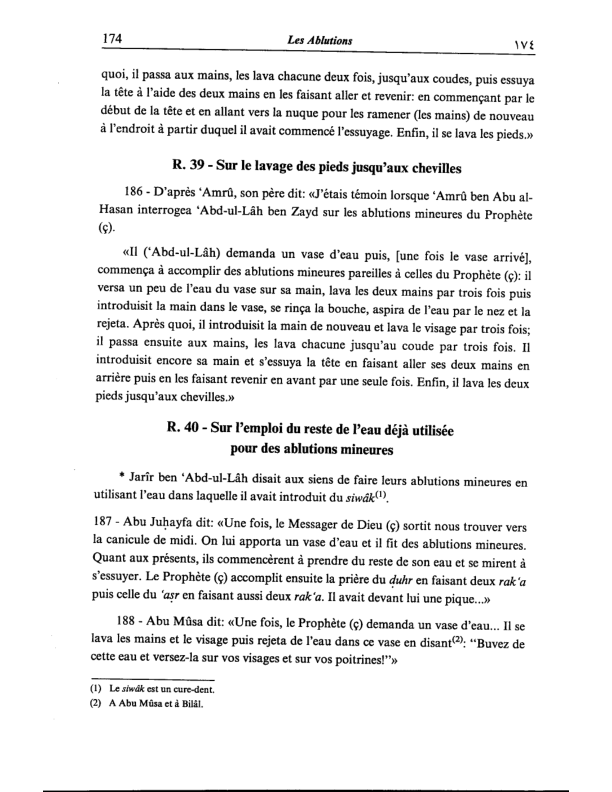 174
Les Ablutions
١٧٤
quoi, il passa aux mains, les lava chacune deux fois, jusqu'aux coudes, puis essuya
la tête à l'aide des deux mains en les faisant aller et revenir: en commençant par le
début de la tête et en allant vers la nuque pour les ramener (les mains) de nouveau
à l'endroit à partir duquel il avait commencé l'essuyage. Enfin, il se lava les pieds.»
R. 39 - Sur le lavage des pieds jusqu'aux chevilles
186 - D'après ‘Amrû, son père dit: «J'étais témoin lorsque ‘Amrû ben Abu al-
Hasan interrogea ‘Abd-ul-Lâh ben Zayd sur les ablutions mineures du Prophète
(ç).
«Il (‘Abd-ul-Lâh) demanda un vase d'eau puis, [une fois le vase arrivé],
commença à accomplir des ablutions mineures pareilles à celles du Prophète (ç): il
versa un peu de l'eau du vase sur sa main, lava les deux mains par trois fois puis
introduisit la main dans le vase, se rinça la bouche, aspira de l'eau par le nez et la
rejeta. Après quoi, il introduisit la main de nouveau et lava le visage par trois fois;
il passa ensuite aux mains, les lava chacune jusqu'au coude par trois fois. Il
introduisit encore sa main et s'essuya la tête en faisant aller ses deux mains en
arrière puis en les faisant revenir en avant par une seule fois. Enfin, il lava les deux
pieds jusqu'aux chevilles.»
R. 40 - Sur l'emploi du reste de l'eau déjà utilisée
pour des ablutions mineures
* Jarîr ben ‘Abd-ul-Lâh disait aux siens de faire leurs ablutions mineures en
utilisant l'eau dans laquelle il avait introduit du siwâk(1).
187 - Abu Juḥayfa dit: «Une fois, le Messager de Dieu (ç) sortit nous trouver vers
la canicule de midi. On lui apporta un vase d'eau et il fit des ablutions mineures.
Quant aux présents, ils commencèrent à prendre du reste de son eau et se mirent à
s'essuyer. Le Prophète (ç) accomplit ensuite la prière du ḍuhr en faisant deux rak‘a
puis celle du ‘aṣr en faisant aussi deux rak‘a. Il avait devant lui une pique...»
188 - Abu Mûsa dit: «Une fois, le Prophète (ç) demanda un vase d'eau... Il se
lava les mains et le visage puis rejeta de l'eau dans ce vase en disant(2): “Buvez de
cette eau et versez-la sur vos visages et sur vos poitrines!”»
(1) Le siwâk est un cure-dent.
(2) A Abu Mûsa et à Bilâl.